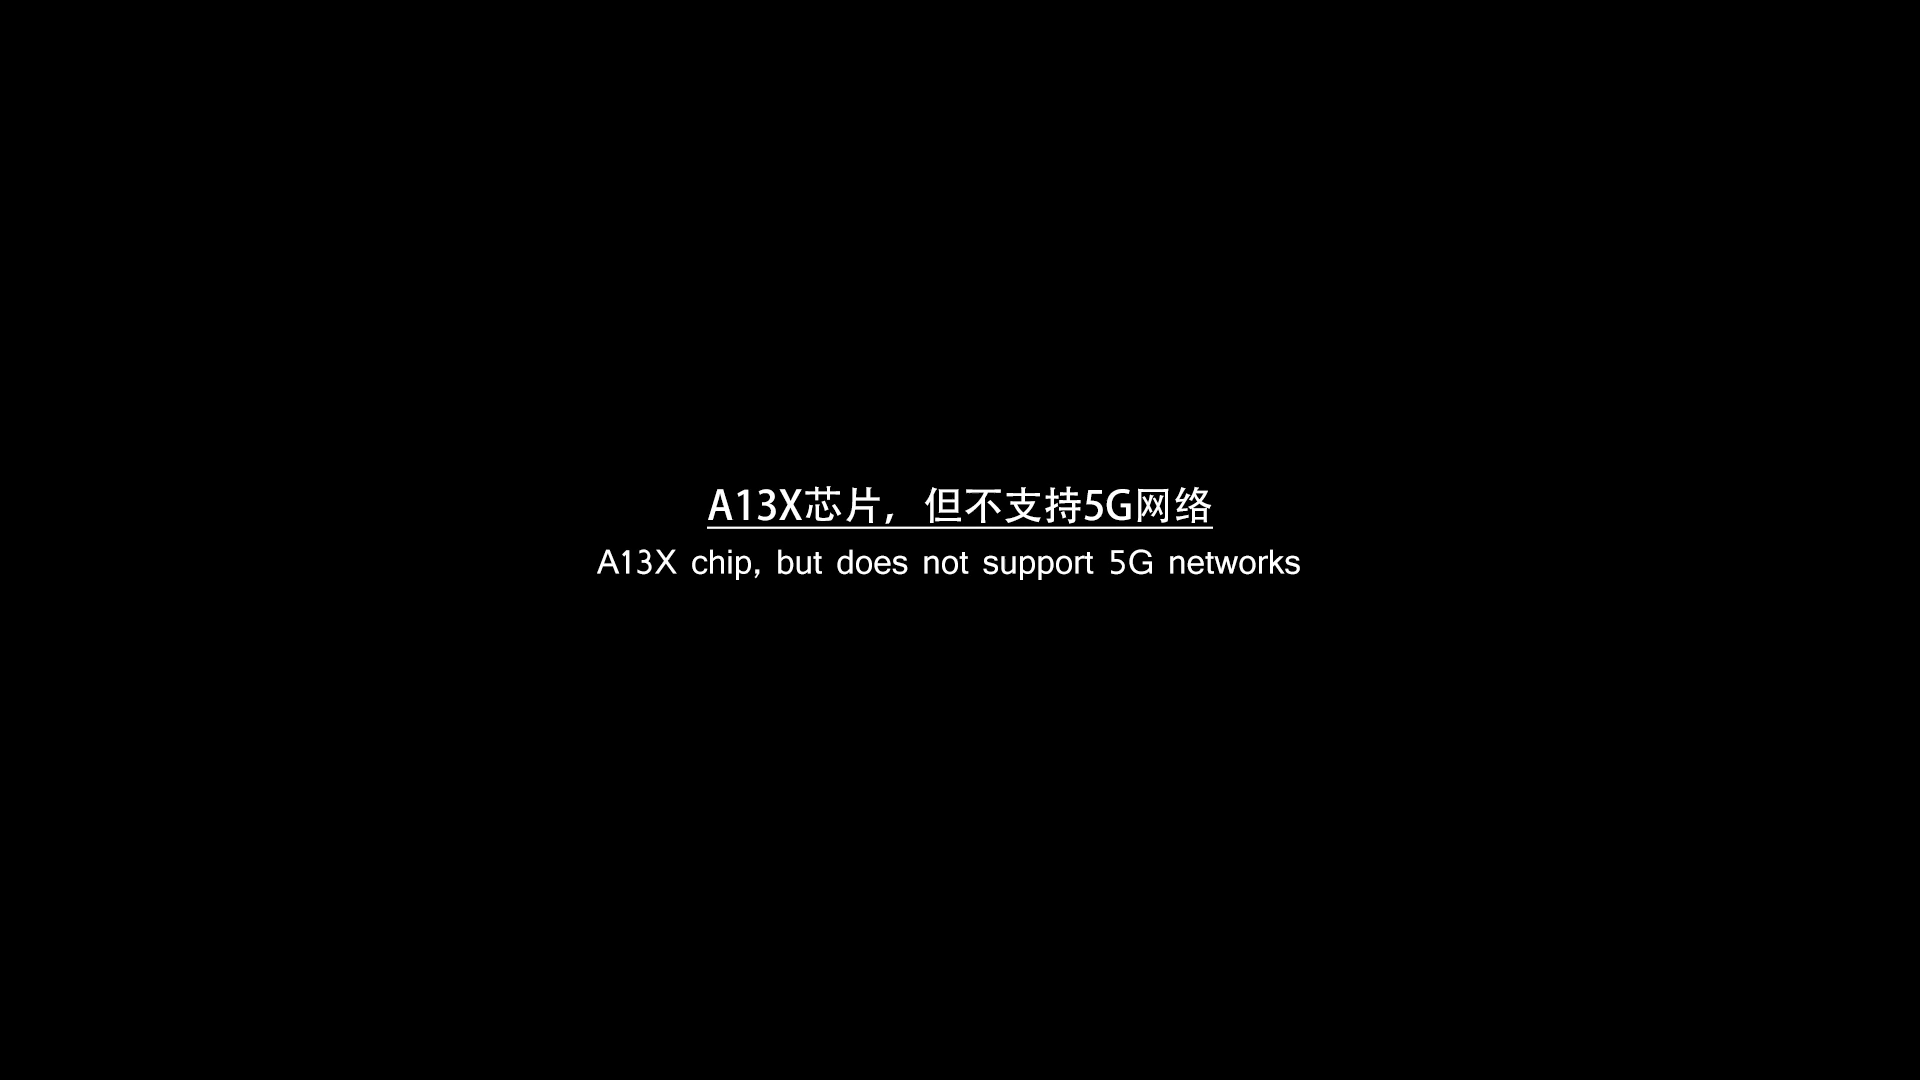 A13X芯片，但不支持5G网络
A13X chip, but does not support 5G networks